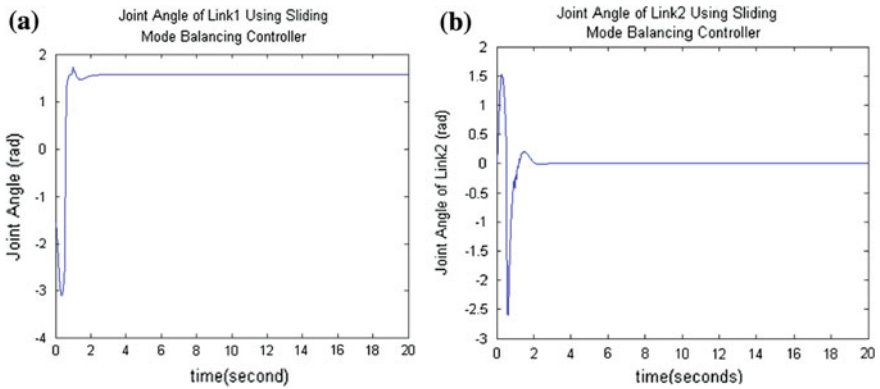 (a)
Joint Angle of Link1 Using Sliding
Mode Balancing Controller
Joint Angle (rad)
2
1
0
-1
-2
-3
-4
0 2 4 6 8 10 12 14 16 18 20
time(second)
(b)
Joint Angle of Link2 Using Sliding
Mode Balancing Controller
Joint Angle of Link2 (rad)
2
1.5
1
0.5
0
-0.5
-1
-1.5
-2
-2.5
-3
0 2 4 6 8 10 12 14 16 18 20
time(seconds)